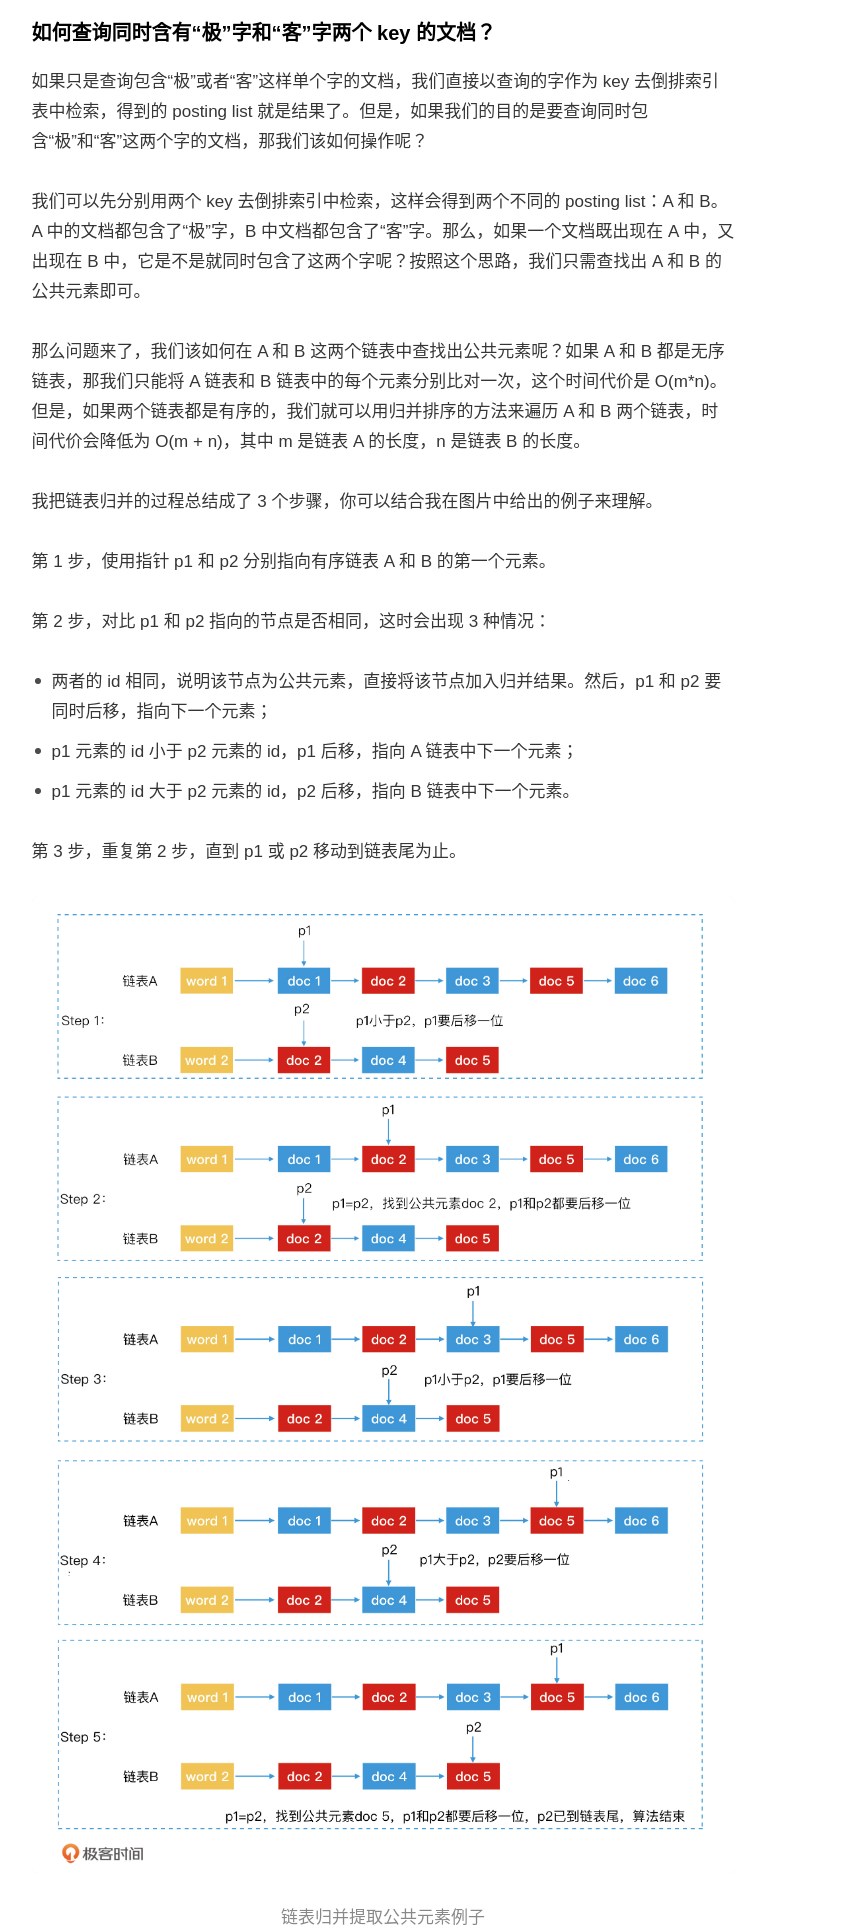 如何查询同时含有“极”字和“客”字两个 key 的文档？
如果只是查询包含“极”或者“客”这样单个字的文档，我们直接以查询的字作为 key 去倒排索引
表中检索，得到的 posting list 就是结果了。但是，如果我们的目的是要查询同时包
含“极”和“客”这两个字的文档，那我们该如何操作呢？
我们可以先分别用两个 key 去倒排索引中检索，这样会得到两个不同的 posting list：A 和 B。
A 中的文档都包含了“极”字，B 中文档都包含了“客”字。那么，如果一个文档既出现在 A 中，又
出现在 B 中，它是不是就同时包含了这两个字呢？按照这个思路，我们只需查找出 A 和 B 的
公共元素即可。
那么问题来了，我们该如何在 A 和 B 这两个链表中查找出公共元素呢？如果 A 和 B 都是无序
链表，那我们只能将 A 链表和 B 链表中的每个元素分别比对一次，这个时间代价是 O(m*n)。
但是，如果两个链表都是有序的，我们就可以用归并排序的方法来遍历 A 和 B 两个链表，时
间代价会降低为 O(m + n)，其中 m 是链表 A 的长度，n 是链表 B 的长度。
我把链表归并的过程总结成了 3 个步骤，你可以结合我在图片中给出的例子来理解。
第 1 步，使用指针 p1 和 p2 分别指向有序链表 A 和 B 的第一个元素。
第 2 步，对比 p1 和 p2 指向的节点是否相同，这时会出现 3 种情况：
两者的 id 相同，说明该节点为公共元素，直接将该节点加入归并结果。然后，p1 和 p2 要
同时后移，指向下一个元素；
p1 元素的 id 小于 p2 元素的 id，p1 后移，指向 A 链表中下一个元素；
p1 元素的 id 大于 p2 元素的 id，p2 后移，指向 B 链表中下一个元素。
第 3 步，重复第 2 步，直到 p1 或 p2 移动到链表尾为止。
p1
链表A word 1 doc 1 doc 2 doc 3 doc 5 doc 6
p2
Step 1: p1小于p2，p1要后移一位
链表B word 2 doc 2 doc 4 doc 5
p1
链表A word 1 doc 1 doc 2 doc 3 doc 5 doc 6
p2
Step 2: p1=p2，找到公共元素doc 2，p1和p2都要后移一位
链表B word 2 doc 2 doc 4 doc 5
p1
链表A word 1 doc 1 doc 2 doc 3 doc 5 doc 6
p2
Step 3: p1小于p2，p1要后移一位
链表B word 2 doc 2 doc 4 doc 5
p1
链表A word 1 doc 1 doc 2 doc 3 doc 5 doc 6
p2
Step 4: p1大于p2，p2要后移一位
链表B word 2 doc 2 doc 4 doc 5
p1
链表A word 1 doc 1 doc 2 doc 3 doc 5 doc 6
p2
Step 5:
链表B word 2 doc 2 doc 4 doc 5
p1=p2，找到公共元素doc 5，p1和p2都要后移一位，p2已到链表尾，算法结束
极客时间
链表归并提取公共元素例子